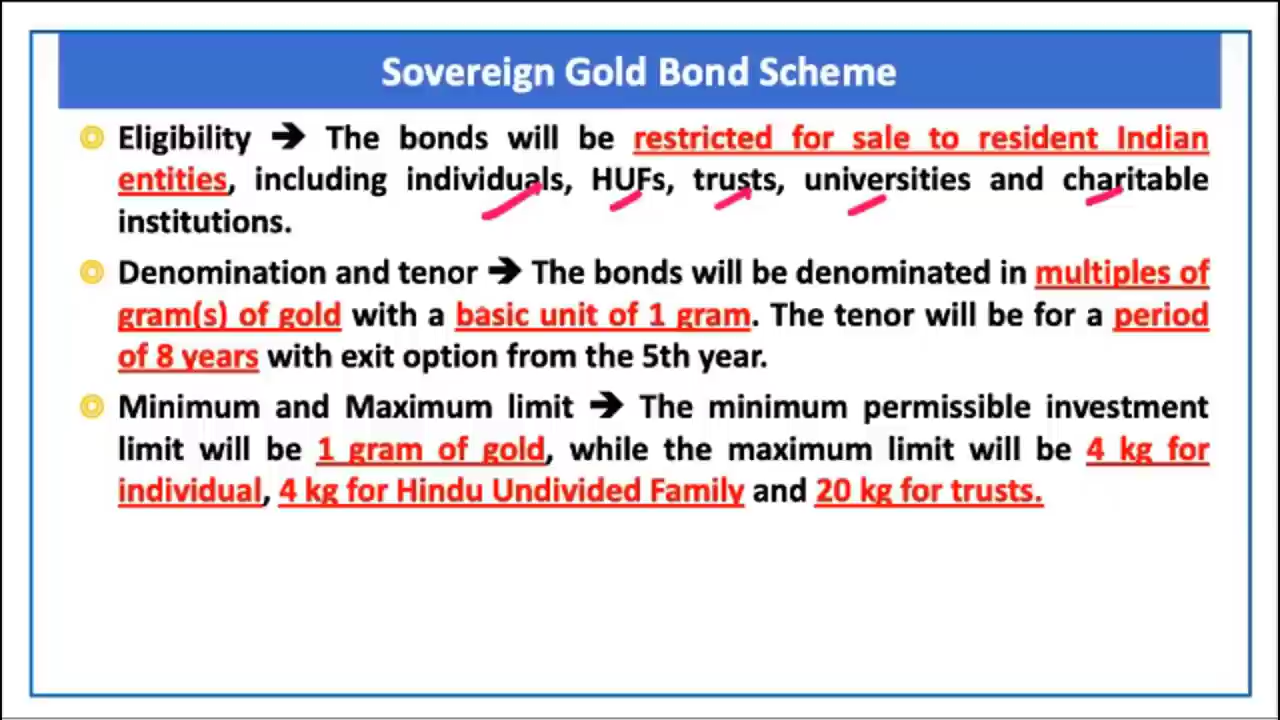 Sovereign Gold Bond Scheme
Eligibility ➔ The bonds will be restricted for sale to resident Indian
entities, including individuals, HUFs, trusts, universities and charitable
institutions.
Denomination and tenor ➔ The bonds will be denominated in multiples of
gram(s) of gold with a basic unit of 1 gram. The tenor will be for a period
of 8 years with exit option from the 5th year.
Minimum and Maximum limit ➔ The minimum permissible investment
limit will be 1 gram of gold, while the maximum limit will be 4 kg for
individual, 4 kg for Hindu Undivided Family and 20 kg for trusts.